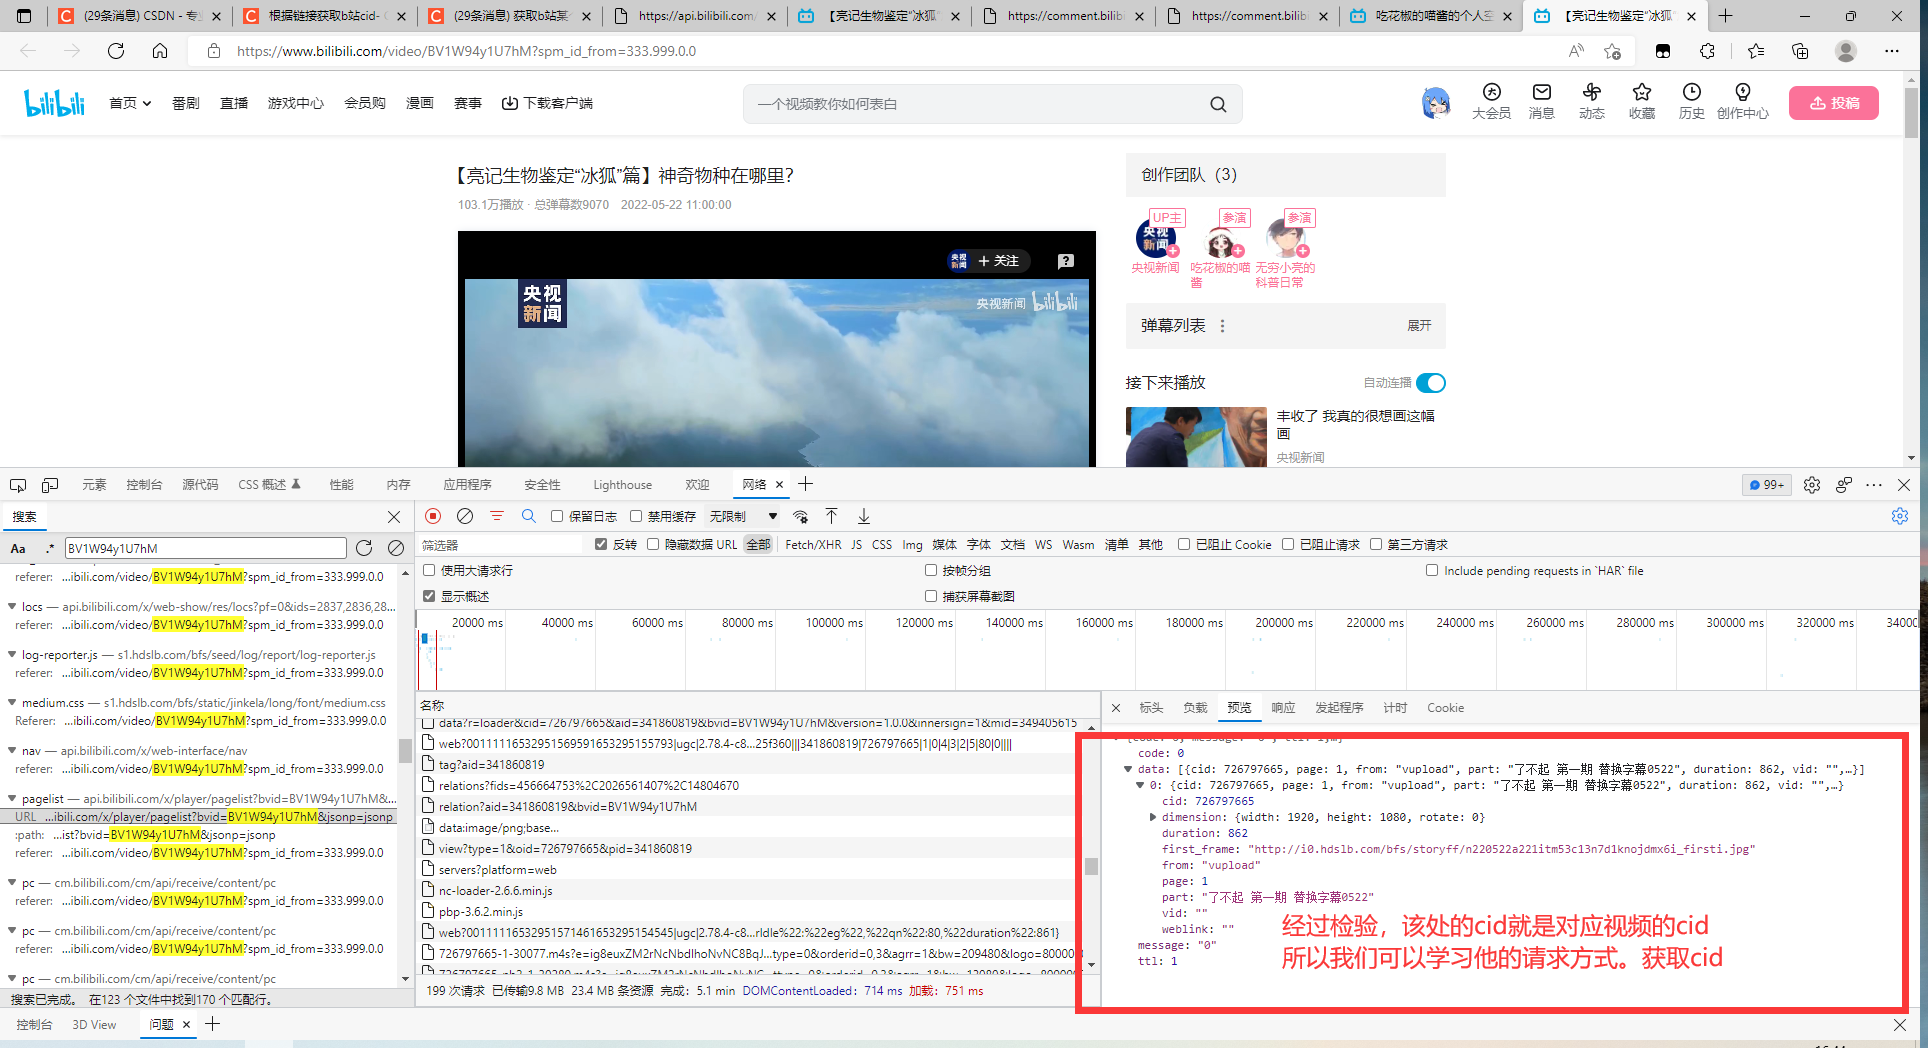 (29条消息) CSDN - 专
根据链接获取b站cid-
(29条消息) 获取b站某
https://api.bilibili.com
【亮记生物鉴定“冰狐”
https://comment.bilib
https://comment.bilib
吃花椒的喵酱的个人空
【亮记生物鉴定“冰狐”
https://www.bilibili.com/video/BV1W94y1U7hM?spm_id_from=333.999.0.0
bilibili 首页 番剧 直播 游戏中心 会员购 漫画 赛事 下载客户端
一个视频教你如何表白
大会员 消息 动态 收藏 历史 创作中心 投稿
【亮记生物鉴定“冰狐”篇】神奇物种在哪里?
103.1万播放 · 总弹幕数9070 2022-05-22 11:00:00
央视新闻 + 关注
央视
新闻
央视新闻 bilibili
创作团队（3）
UP主 参演 参演
央视
新闻
央视新闻 吃花椒的喵酱 无穷小亮的科普日常
弹幕列表 展开
接下来播放 自动连播
丰收了 我真的很想画这幅
画
央视新闻
元素 控制台 源代码 CSS 概述 性能 内存 应用程序 安全性 Lighthouse 欢迎 网络 99+
搜索
Aa .* BV1W94y1U7hM
referer: ...ibili.com/video/BV1W94y1U7hM?spm_id_from=333.999.0.0
locs — api.bilibili.com/x/web-show/res/locs?pf=0&ids=2837,2836,28...
referer: ...ibili.com/video/BV1W94y1U7hM?spm_id_from=333.999.0.0
log-reporter.js — s1.hdslb.com/bfs/seed/log/report/log-reporter.js
referer: ...ibili.com/video/BV1W94y1U7hM?spm_id_from=333.999.0.0
medium.css — s1.hdslb.com/bfs/static/jinkela/long/font/medium.css
Referer: ...ibili.com/video/BV1W94y1U7hM?spm_id_from=333.999.0.0
nav — api.bilibili.com/x/web-interface/nav
referer: ...ibili.com/video/BV1W94y1U7hM?spm_id_from=333.999.0.0
pagelist — api.bilibili.com/x/player/pagelist?bvid=BV1W94y1U7hM&...
URL ...ibili.com/x/player/pagelist?bvid=BV1W94y1U7hM&jsonp=jsonp
:path: ...ist?bvid=BV1W94y1U7hM&jsonp=jsonp
referer: ...ibili.com/video/BV1W94y1U7hM?spm_id_from=333.999.0.0
pc — cm.bilibili.com/cm/api/receive/content/pc
referer: ...ibili.com/video/BV1W94y1U7hM?spm_id_from=333.999.0.0
pc — cm.bilibili.com/cm/api/receive/content/pc
referer: ...ibili.com/video/BV1W94y1U7hM?spm_id_from=333.999.0.0
pc — cm.bilibili.com/cm/api/receive/content/pc
搜索已完成。 在123 个文件中找到170 个匹配行。
保留日志 禁用缓存 无限制
筛选器 反转 隐藏数据 URL 全部 Fetch/XHR JS CSS Img 媒体 字体 文档 WS Wasm 清单 其他 已阻止 Cookie 已阻止请求 第三方请求
使用大请求行 按帧分组 Include pending requests in `HAR` file
显示概述 捕获屏幕截图
20000 ms 40000 ms 60000 ms 80000 ms 100000 ms 120000 ms 140000 ms 160000 ms 180000 ms 200000 ms 220000 ms 240000 ms 260000 ms 280000 ms 300000 ms 320000 ms 34000
名称
data?r=loader&cid=726797665&aid=341860819&bvid=BV1W94y1U7hM&version=1.0.0&innersign=1&mid=349405615
web?00111116532951569591653295155793|ugc|2.78.4-c8...25f360|||341860819|726797665|1|0|4|3|2|5|80|0||||
tag?aid=341860819
relations?fids=456664753%2C2026561407%2C14804670
relation?aid=341860819&bvid=BV1W94y1U7hM
data:image/png;base...
view?type=1&oid=726797665&pid=341860819
servers?platform=web
nc-loader-2.6.6.min.js
pbp-3.6.2.min.js
web?00111116532951571461653295154545|ugc|2.78.4-c8...rIdle%22:%22eg%22,%22qn%22:80,%22duration%22:861}
726797665-1-30077.m4s?e=ig8euxZM2rNcNbdlhoNvNC8BqJ...type=0&orderid=0,3&agrr=1&bw=209480&logo=800000
199 次请求 已传输9.8 MB 23.4 MB 条资源 完成: 5.1 min DOMContentLoaded: 714 ms 加载: 751 ms
标头 负载 预览 响应 发起程序 计时 Cookie
code: 0
data: [{cid: 726797665, page: 1, from: "vupload", part: "了不起 第一期 替换字幕0522", duration: 862, vid: "",…}]
0: {cid: 726797665, page: 1, from: "vupload", part: "了不起 第一期 替换字幕0522", duration: 862, vid: "",…}
cid: 726797665
dimension: {width: 1920, height: 1080, rotate: 0}
duration: 862
first_frame: "http://i0.hdslb.com/bfs/storyff/n220522a221itm53c13n7d1knojdmx6i_firsti.jpg"
from: "vupload"
page: 1
part: "了不起 第一期 替换字幕0522"
vid: ""
weblink: ""
message: "0"
ttl: 1
经过检验，该处的cid就是对应视频的cid
所以我们可以学习他的请求方式。获取cid
控制台 3D View 问题